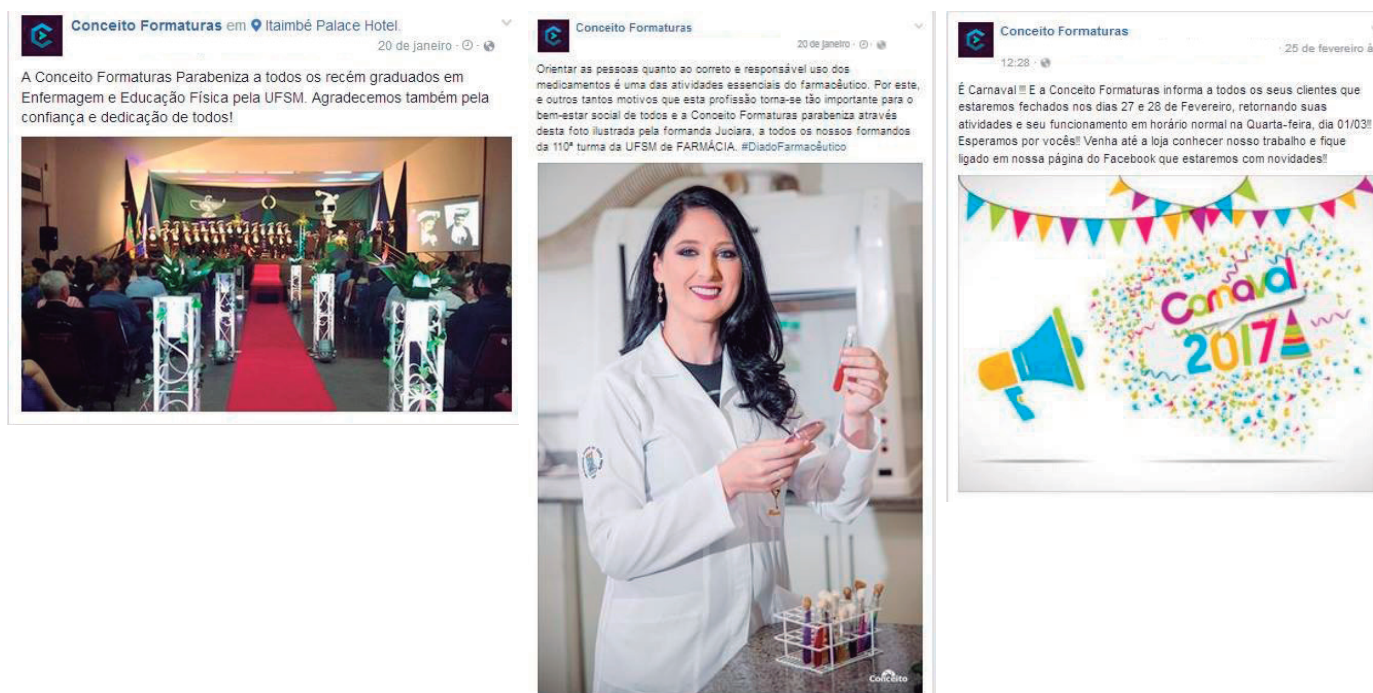 Conceito Formaturas em Itaimbé Palace Hotel.
20 de janeiro
A Conceito Formaturas Parabeniza a todos os recém graduados em
Enfermagem e Educação Física pela UFSM. Agradecemos também pela
confiança e dedicação de todos!
Conceito Formaturas
20 de janeiro
Orientar as pessoas quanto ao correto e responsável uso dos
medicamentos é uma das atividades essenciais do farmacêutico. Por este,
e outros tantos motivos que esta profissão torna-se tão importante para o
bem-estar social de todos e a Conceito Formaturas parabeniza através
desta foto ilustrada pela formanda Juciara, a todos os nossos formandos
da 110ª turma da UFSM de FARMÁCIA. #DiadoFarmacêutico
Conceito
Conceito Formaturas
25 de fevereiro à
12:28
É Carnaval !!! E a Conceito Formaturas informa a todos os seus clientes que
estaremos fechados nos dias 27 e 28 de Fevereiro, retornando suas
atividades e seu funcionamento em horário normal na Quarta-feira, dia 01/03!!
Esperamos por vocês!! Venha até a loja conhecer nosso trabalho e fique
ligado em nossa página do Facebook que estaremos com novidades!!
Carnaval
2017